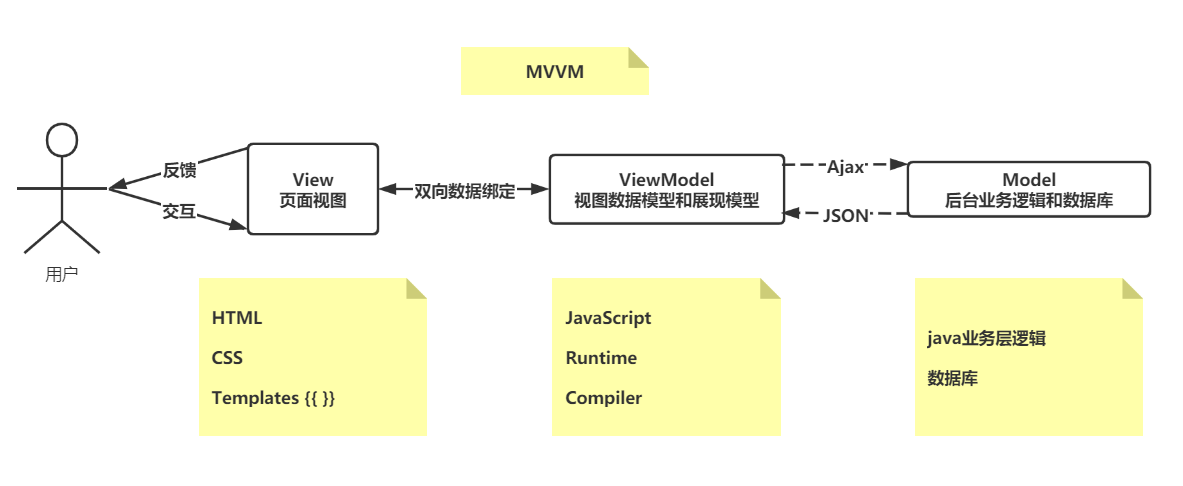 MVVM
反馈
交互
用户
View
页面视图
双向数据绑定
ViewModel
视图数据模型和展现模型
Ajax
JSON
Model
后台业务逻辑和数据库
HTML
CSS
Templates {{ }}
JavaScript
Runtime
Compiler
java业务层逻辑
数据库